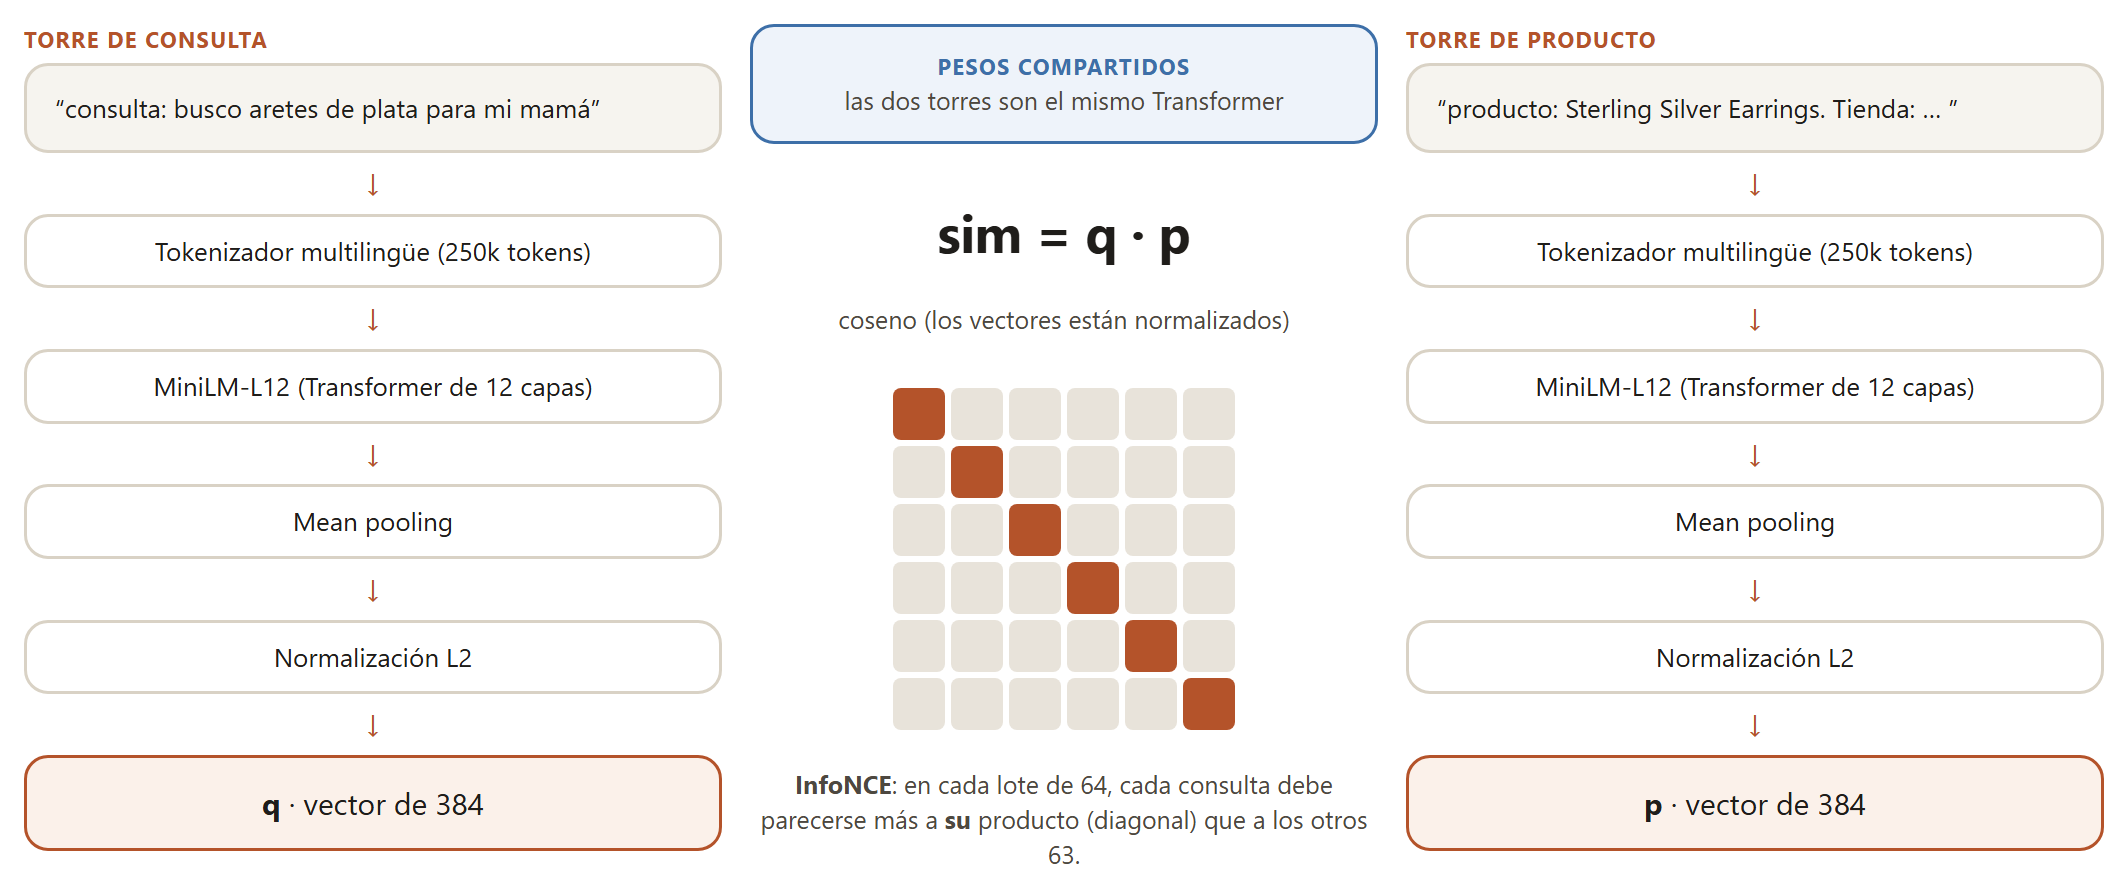 TORRE DE CONSULTA
“consulta: busco aretes de plata para mi mamá”
↓
Tokenizador multilingüe (250k tokens)
↓
MiniLM-L12 (Transformer de 12 capas)
↓
Mean pooling
↓
Normalización L2
↓
q · vector de 384
PESOS COMPARTIDOS
las dos torres son el mismo Transformer
sim = q · p
coseno (los vectores están normalizados)
InfoNCE: en cada lote de 64, cada consulta debe
parecerse más a su producto (diagonal) que a los otros
63.
TORRE DE PRODUCTO
“producto: Sterling Silver Earrings. Tienda: … ”
↓
Tokenizador multilingüe (250k tokens)
↓
MiniLM-L12 (Transformer de 12 capas)
↓
Mean pooling
↓
Normalización L2
↓
p · vector de 384